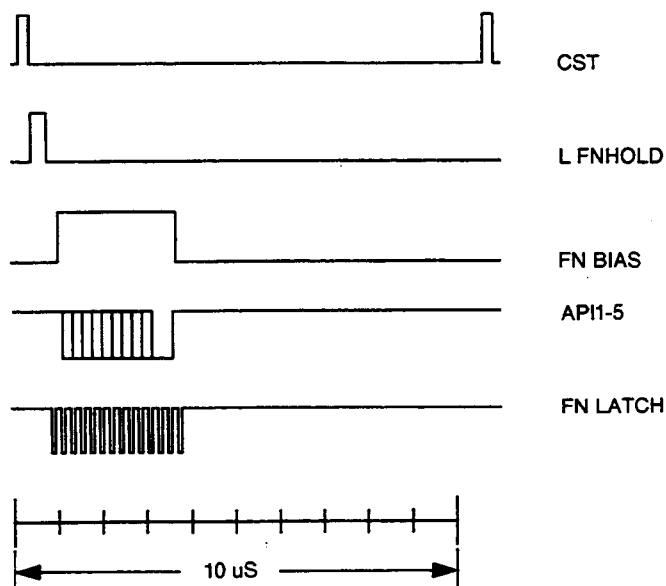 CST
L FNHOLD
FN BIAS
API1-5
FN LATCH
10 uS